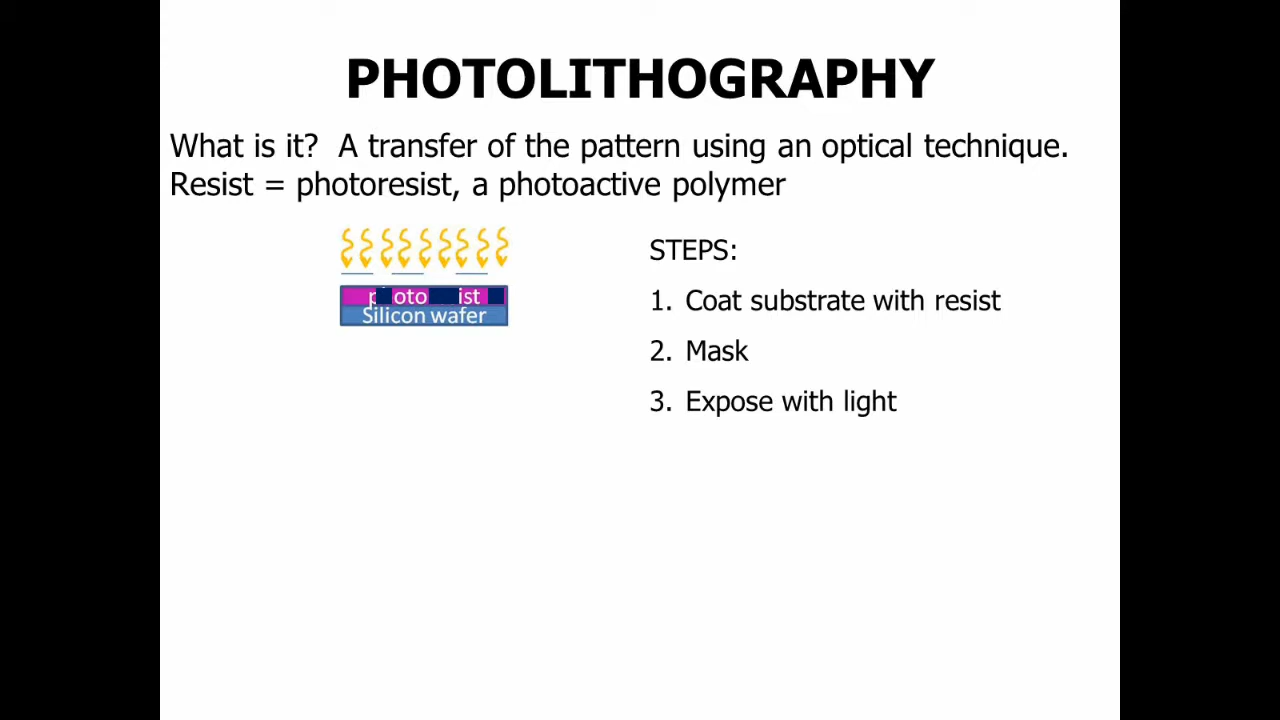 PHOTOLITHOGRAPHY
What is it? A transfer of the pattern using an optical technique.
Resist = photoresist, a photoactive polymer
STEPS:
1. Coat substrate with resist
2. Mask
3. Expose with light
Silicon wafer